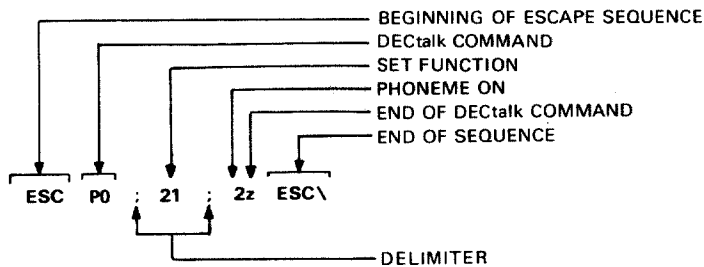 BEGINNING OF ESCAPE SEQUENCE
DECtalk COMMAND
SET FUNCTION
PHONEME ON
END OF DECtalk COMMAND
END OF SEQUENCE
ESC P0 ; 21 ; 2z ESC\
DELIMITER